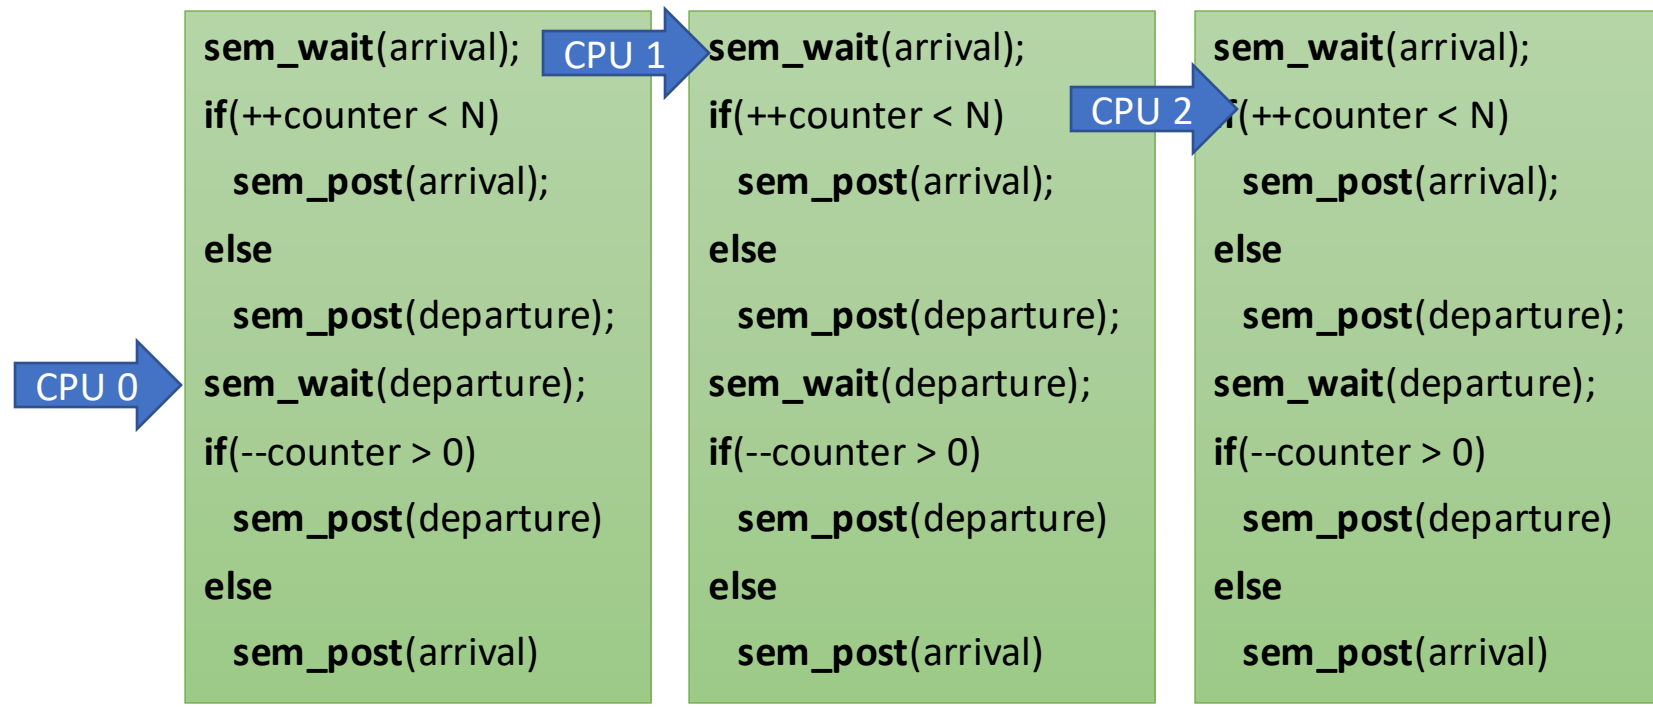 sem_wait(arrival);
if(++counter < N)
sem_post(arrival);
else
sem_post(departure);
CPU 0
sem_wait(departure);
if(--counter > 0)
sem_post(departure)
else
sem_post(arrival)
CPU 1
sem_wait(arrival);
if(++counter < N)
sem_post(arrival);
else
sem_post(departure);
sem_wait(departure);
if(--counter > 0)
sem_post(departure)
else
sem_post(arrival)
sem_wait(arrival);
CPU 2
if(++counter < N)
sem_post(arrival);
else
sem_post(departure);
sem_wait(departure);
if(--counter > 0)
sem_post(departure)
else
sem_post(arrival)